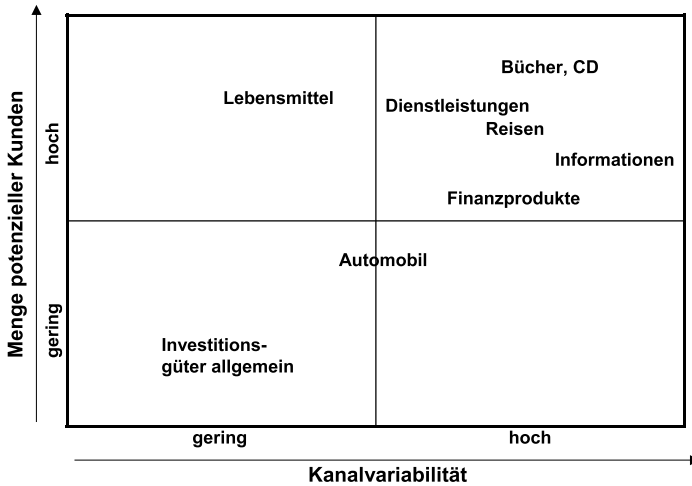 Menge potenzieller Kunden
hoch
gering
Bücher, CD
Lebensmittel
Dienstleistungen
Reisen
Informationen
Finanzprodukte
Automobil
Investitions-
güter allgemein
gering
hoch
Kanalvariabilität